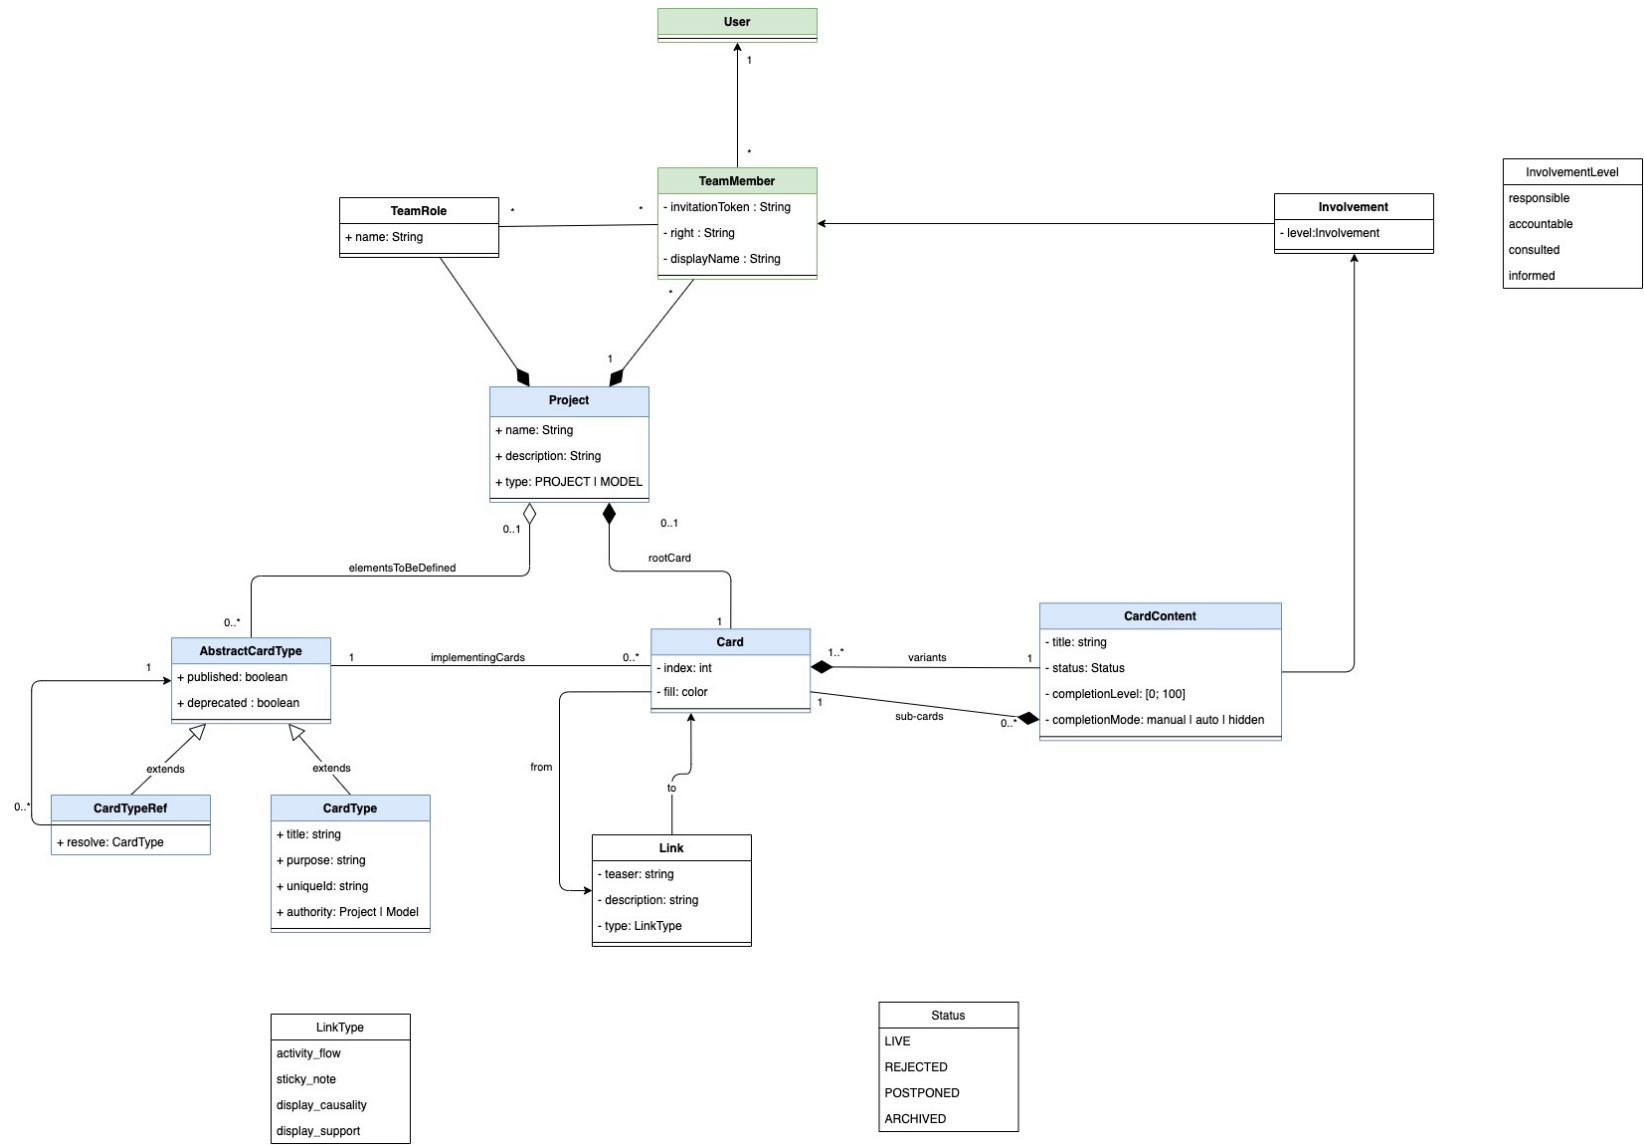 User
1
*
TeamMember
- invitationToken : String
- right : String
- displayName : String
TeamRole
+ name: String
*
*
Involvement
- level:Involvement
InvolvementLevel
responsible
accountable
consulted
informed
*
1
Project
+ name: String
+ description: String
+ type: PROJECT | MODEL
0..1
0..1
elementsToBeDefined
rootCard
0..*
1
AbstractCardType
+ published: boolean
+ deprecated : boolean
1
1
implementingCards
0..*
Card
- index: int
- fill: color
1..*
variants
1
1
sub-cards
0..*
CardContent
- title: string
- status: Status
- completionLevel: [0; 100]
- completionMode: manual | auto | hidden
extends
extends
from
to
0..*
CardTypeRef
+ resolve: CardType
CardType
+ title: string
+ purpose: string
+ uniqueId: string
+ authority: Project | Model
Link
- teaser: string
- description: string
- type: LinkType
LinkType
activity_flow
sticky_note
display_causality
display_support
Status
LIVE
REJECTED
POSTPONED
ARCHIVED